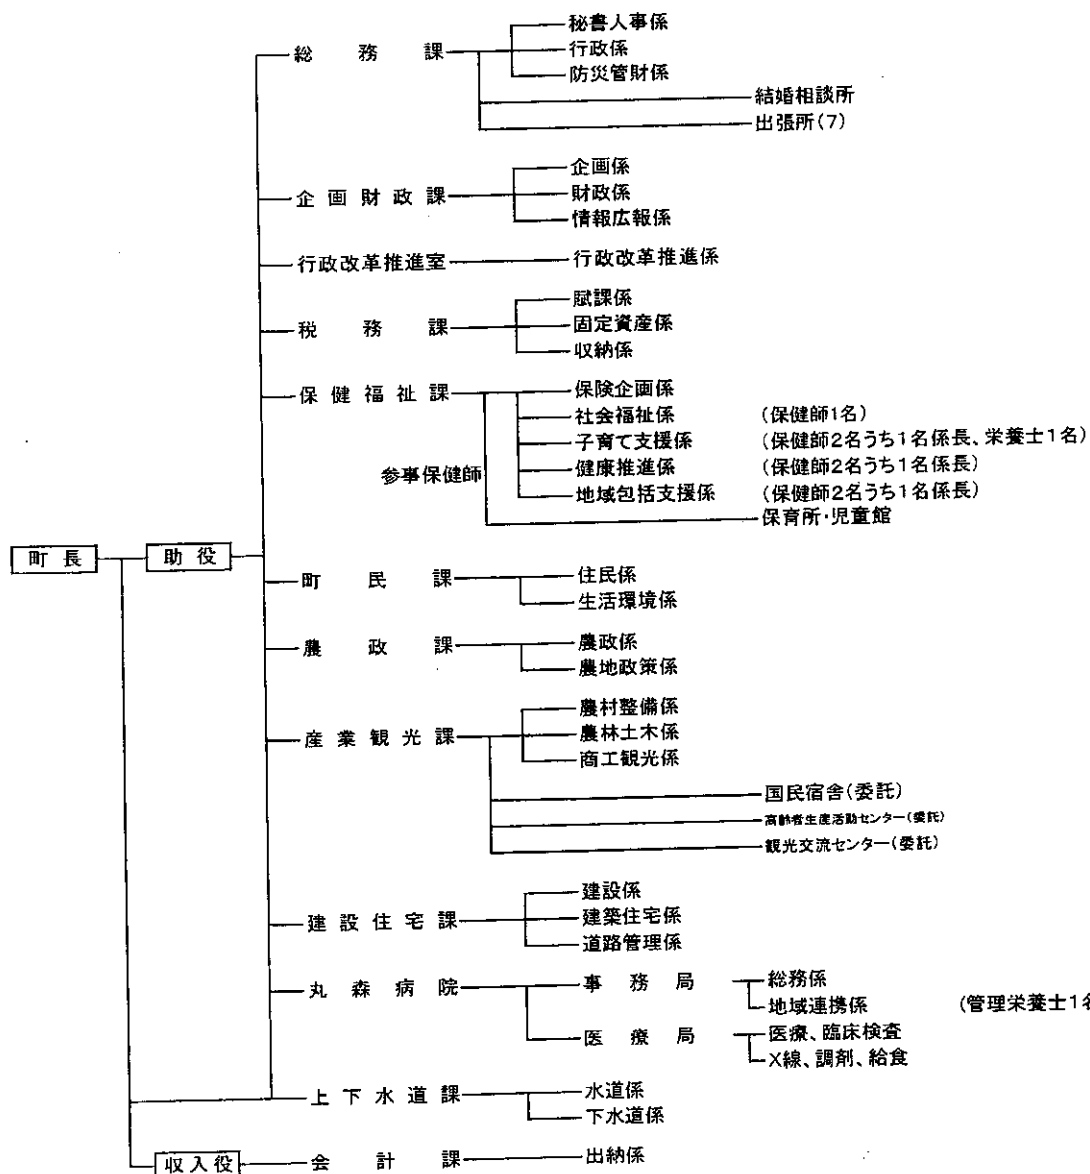 秘書人事係
総務課 行政係
防災管財係
結婚相談所
出張所(7)
企画係
企画財政課 財政係
情報広報係
行政改革推進室 行政改革推進係
賦課係
税務課 固定資産係
収納係
保健福祉課 保険企画係
社会福祉係 (保健師1名)
子育て支援係 (保健師2名うち1名係長、栄養士1名)
参事保健師 健康推進係 (保健師2名うち1名係長)
地域包括支援係 (保健師2名うち1名係長)
保育所・児童館
町長 助役
町民課 住民係
生活環境係
農政課 農政係
農地政策係
農村整備係
産業観光課 農林土木係
商工観光係
国民宿舎(委託)
高齢者生産活動センター(委託)
観光交流センター(委託)
建設係
建設住宅課 建築住宅係
道路管理係
丸森病院 事務局 総務係
地域連携係 (管理栄養士1名
医療局 医療、臨床検査
X線、調剤、給食
上下水道課 水道係
下水道係
収入役 会計課 出納係